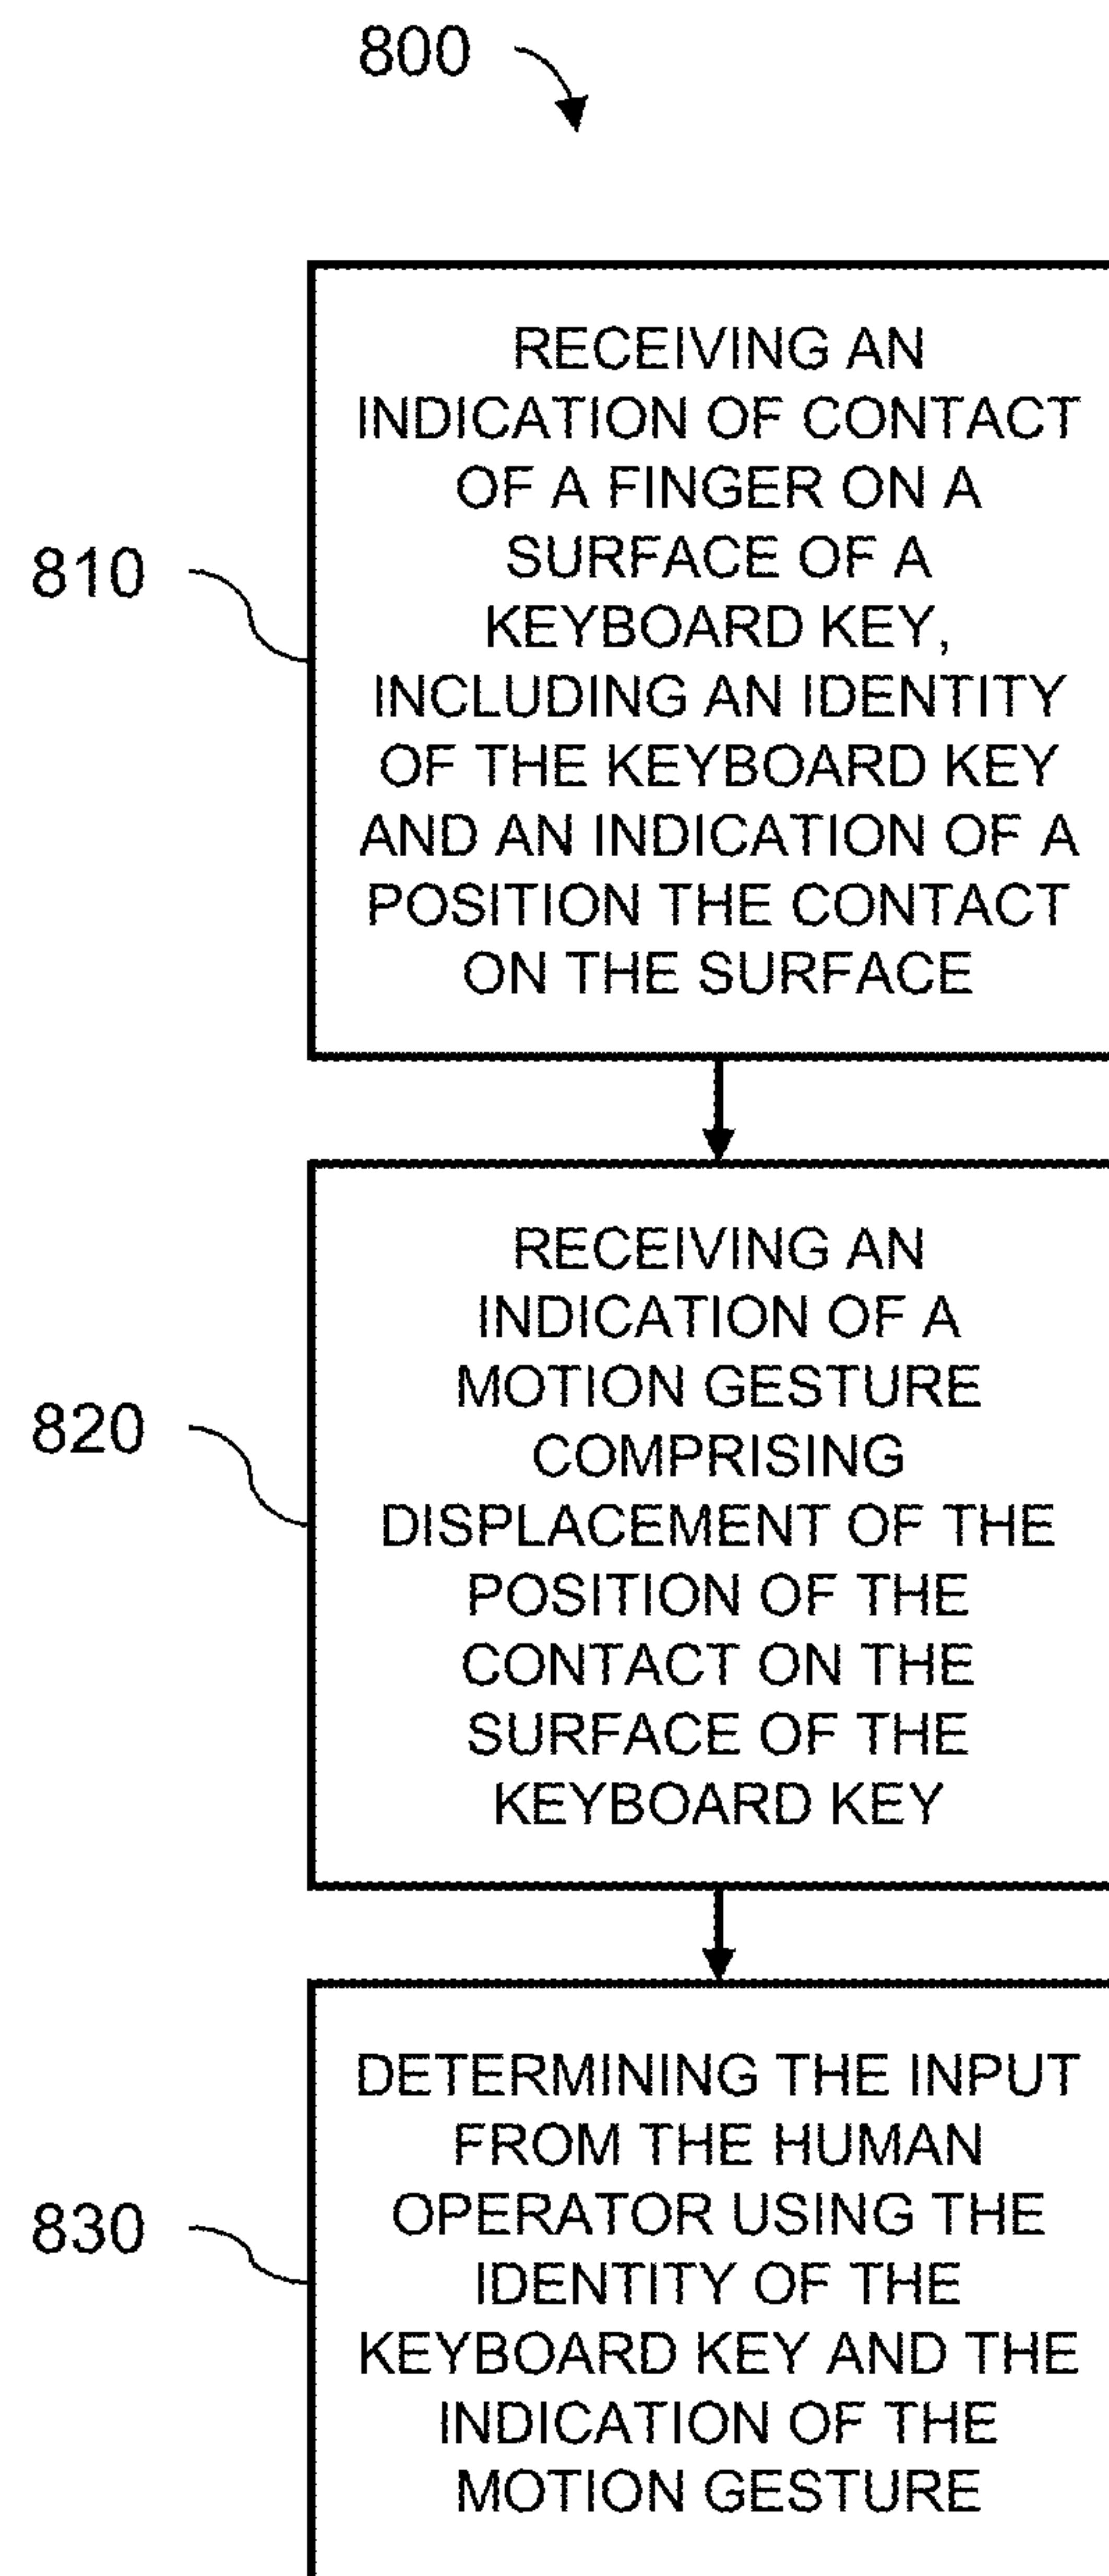 800
RECEIVING AN
INDICATION OF CONTACT
OF A FINGER ON A
SURFACE OF A
KEYBOARD KEY,
INCLUDING AN IDENTITY
OF THE KEYBOARD KEY
AND AN INDICATION OF A
POSITION THE CONTACT
ON THE SURFACE
810
RECEIVING AN
INDICATION OF A
MOTION GESTURE
COMPRISING
DISPLACEMENT OF THE
POSITION OF THE
CONTACT ON THE
SURFACE OF THE
KEYBOARD KEY
820
DETERMINING THE INPUT
FROM THE HUMAN
OPERATOR USING THE
IDENTITY OF THE
KEYBOARD KEY AND THE
INDICATION OF THE
MOTION GESTURE
830